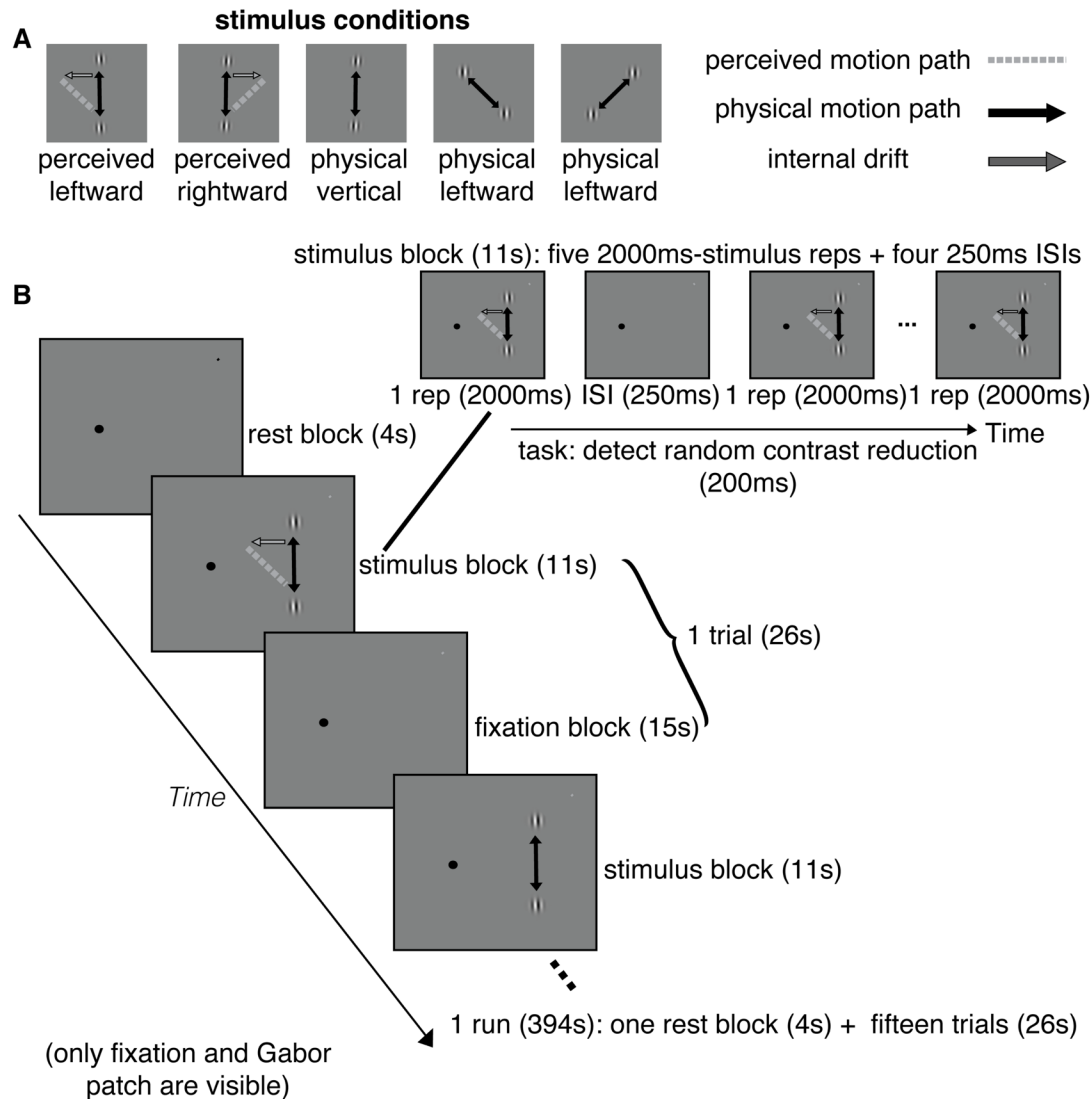 stimulus conditions
A
perceived leftward
perceived rightward
physical vertical
physical leftward
physical leftward
perceived motion path
physical motion path
internal drift
stimulus block (11s): five 2000ms-stimulus reps + four 250ms ISIs
B
1 rep (2000ms)
ISI (250ms)
1 rep (2000ms)
...
1 rep (2000ms)
Time
task: detect random contrast reduction
(200ms)
rest block (4s)
stimulus block (11s)
1 trial (26s)
fixation block (15s)
Time
stimulus block (11s)
1 run (394s): one rest block (4s) + fifteen trials (26s)
(only fixation and Gabor
patch are visible)